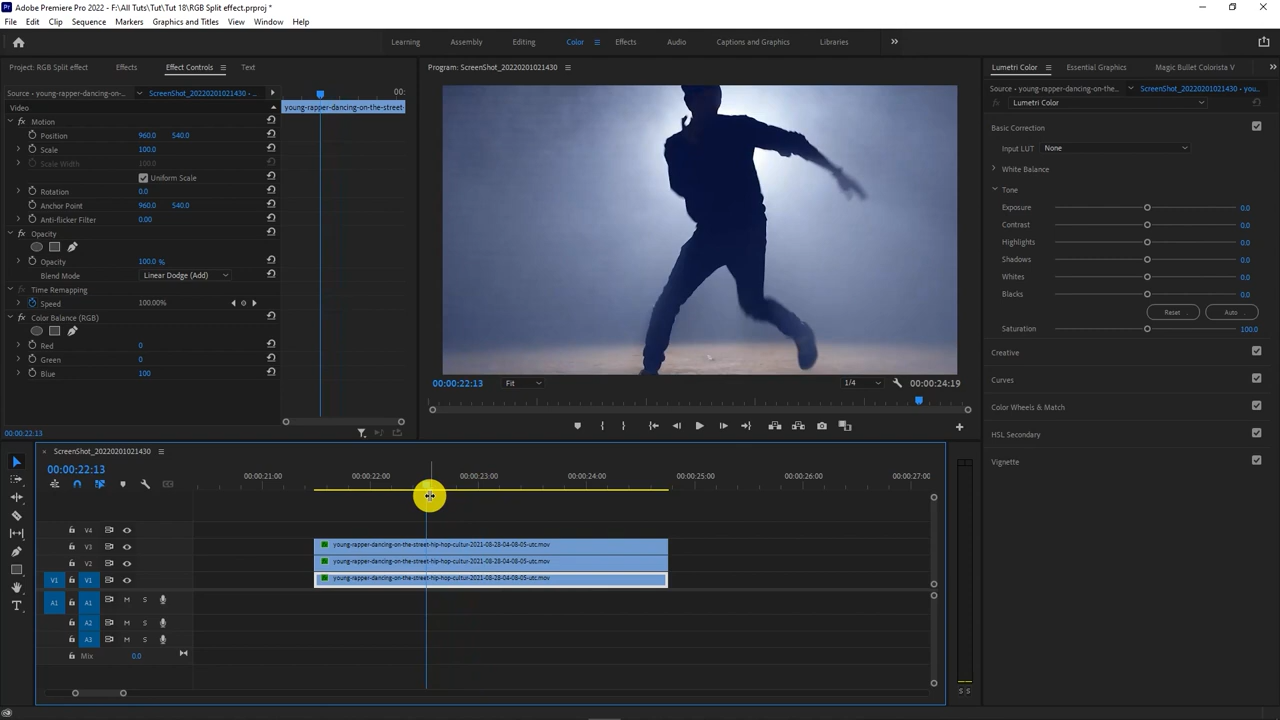 Adobe Premiere Pro 2022 - F:\All Tuts\Tut\Tut 18\RGB Split effect.prproj *
File Edit Clip Sequence Markers Graphics and Titles View Window Help
Learning Assembly Editing Color Effects Audio Captions and Graphics Libraries
Project: RGB Split effect Effects Effect Controls Text
Source • young-rapper-dancing-on-... ScreenShot_20220201021430 • ...
00:
Video
young-rapper-dancing-on-the-street-
fx Motion
Position 960.0 540.0
Scale 100.0
Scale Width 100.0
Uniform Scale
Rotation 0.0
Anchor Point 960.0 540.0
Anti-flicker Filter 0.00
fx Opacity
Opacity 100.0 %
Blend Mode Linear Dodge (Add)
Time Remapping
Speed 100.00%
fx Color Balance (RGB)
Red 0
Green 0
Blue 100
00:00:22:13
Program: ScreenShot_20220201021430
00:00:22:13 Fit 1/4 00:00:24:19
Lumetri Color Essential Graphics Magic Bullet Colorista V
Source • young-rapper-dancing-on-the... ScreenShot_20220201021430 • you...
fx Lumetri Color
Basic Correction
Input LUT None
White Balance
Tone
Exposure 0.0
Contrast 0.0
Highlights 0.0
Shadows 0.0
Whites 0.0
Blacks 0.0
Reset Auto
Saturation 100.0
Creative
Curves
Color Wheels & Match
HSL Secondary
Vignette
ScreenShot_20220201021430
00:00:22:13
00:00:21:00 00:00:22:00 00:00:23:00 00:00:24:00 00:00:25:00 00:00:26:00 00:00:27:00
V4
V3 young-rapper-dancing-on-the-street-hip-hop-cultur-2021-08-28-04-08-05-utc.mov
V2 young-rapper-dancing-on-the-street-hip-hop-cultur-2021-08-28-04-08-05-utc.mov
V1 V1 young-rapper-dancing-on-the-street-hip-hop-cultur-2021-08-28-04-08-05-utc.mov
A1 A1 M S
A2 M S
A3 M S
Mix 0.0
S S